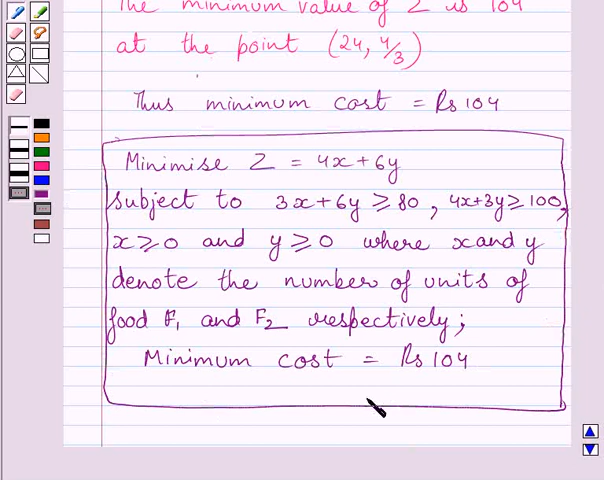 The minimum value of Z is 104
at the point (24, 4/3)
Thus minimum cost = Rs 104
Minimise Z = 4x + 6y
subject to 3x + 6y ≥ 80, 4x + 3y ≥ 100,
x ≥ 0 and y ≥ 0 where x and y
denote the number of units of
food F₁ and F₂ respectively;
Minimum cost = Rs 104